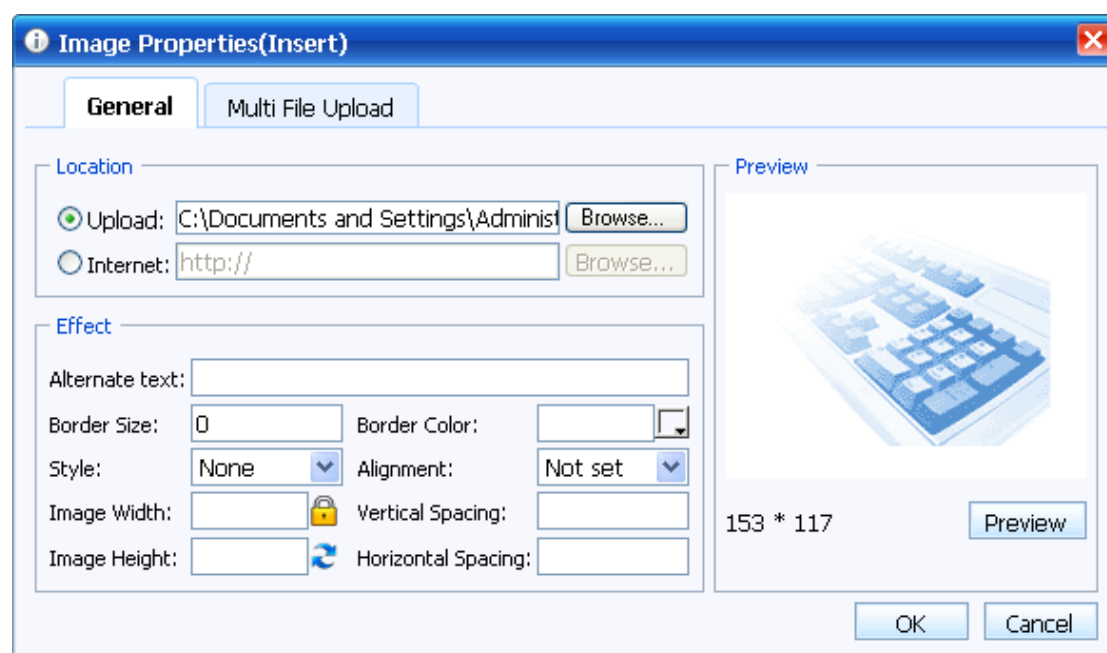 Image Properties(Insert)
General
Multi File Upload
Location
Upload: C:\Documents and Settings\Administ Browse...
Internet: http:// Browse...
Effect
Alternate text:
Border Size: 0 Border Color:
Style: None Alignment: Not set
Image Width: Vertical Spacing:
Image Height: Horizontal Spacing:
Preview
153 * 117 Preview
OK Cancel